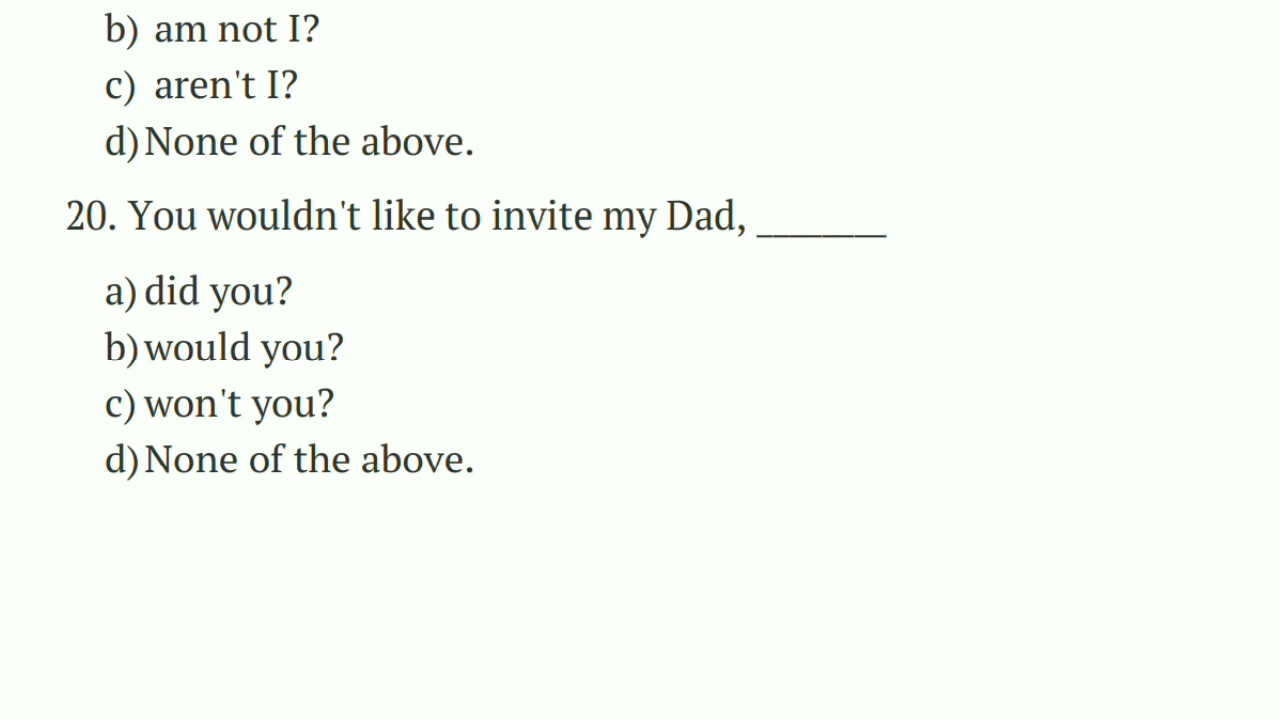 b) am not I?
c) aren't I?
d) None of the above.
20. You wouldn't like to invite my Dad, ________
a) did you?
b) would you?
c) won't you?
d) None of the above.